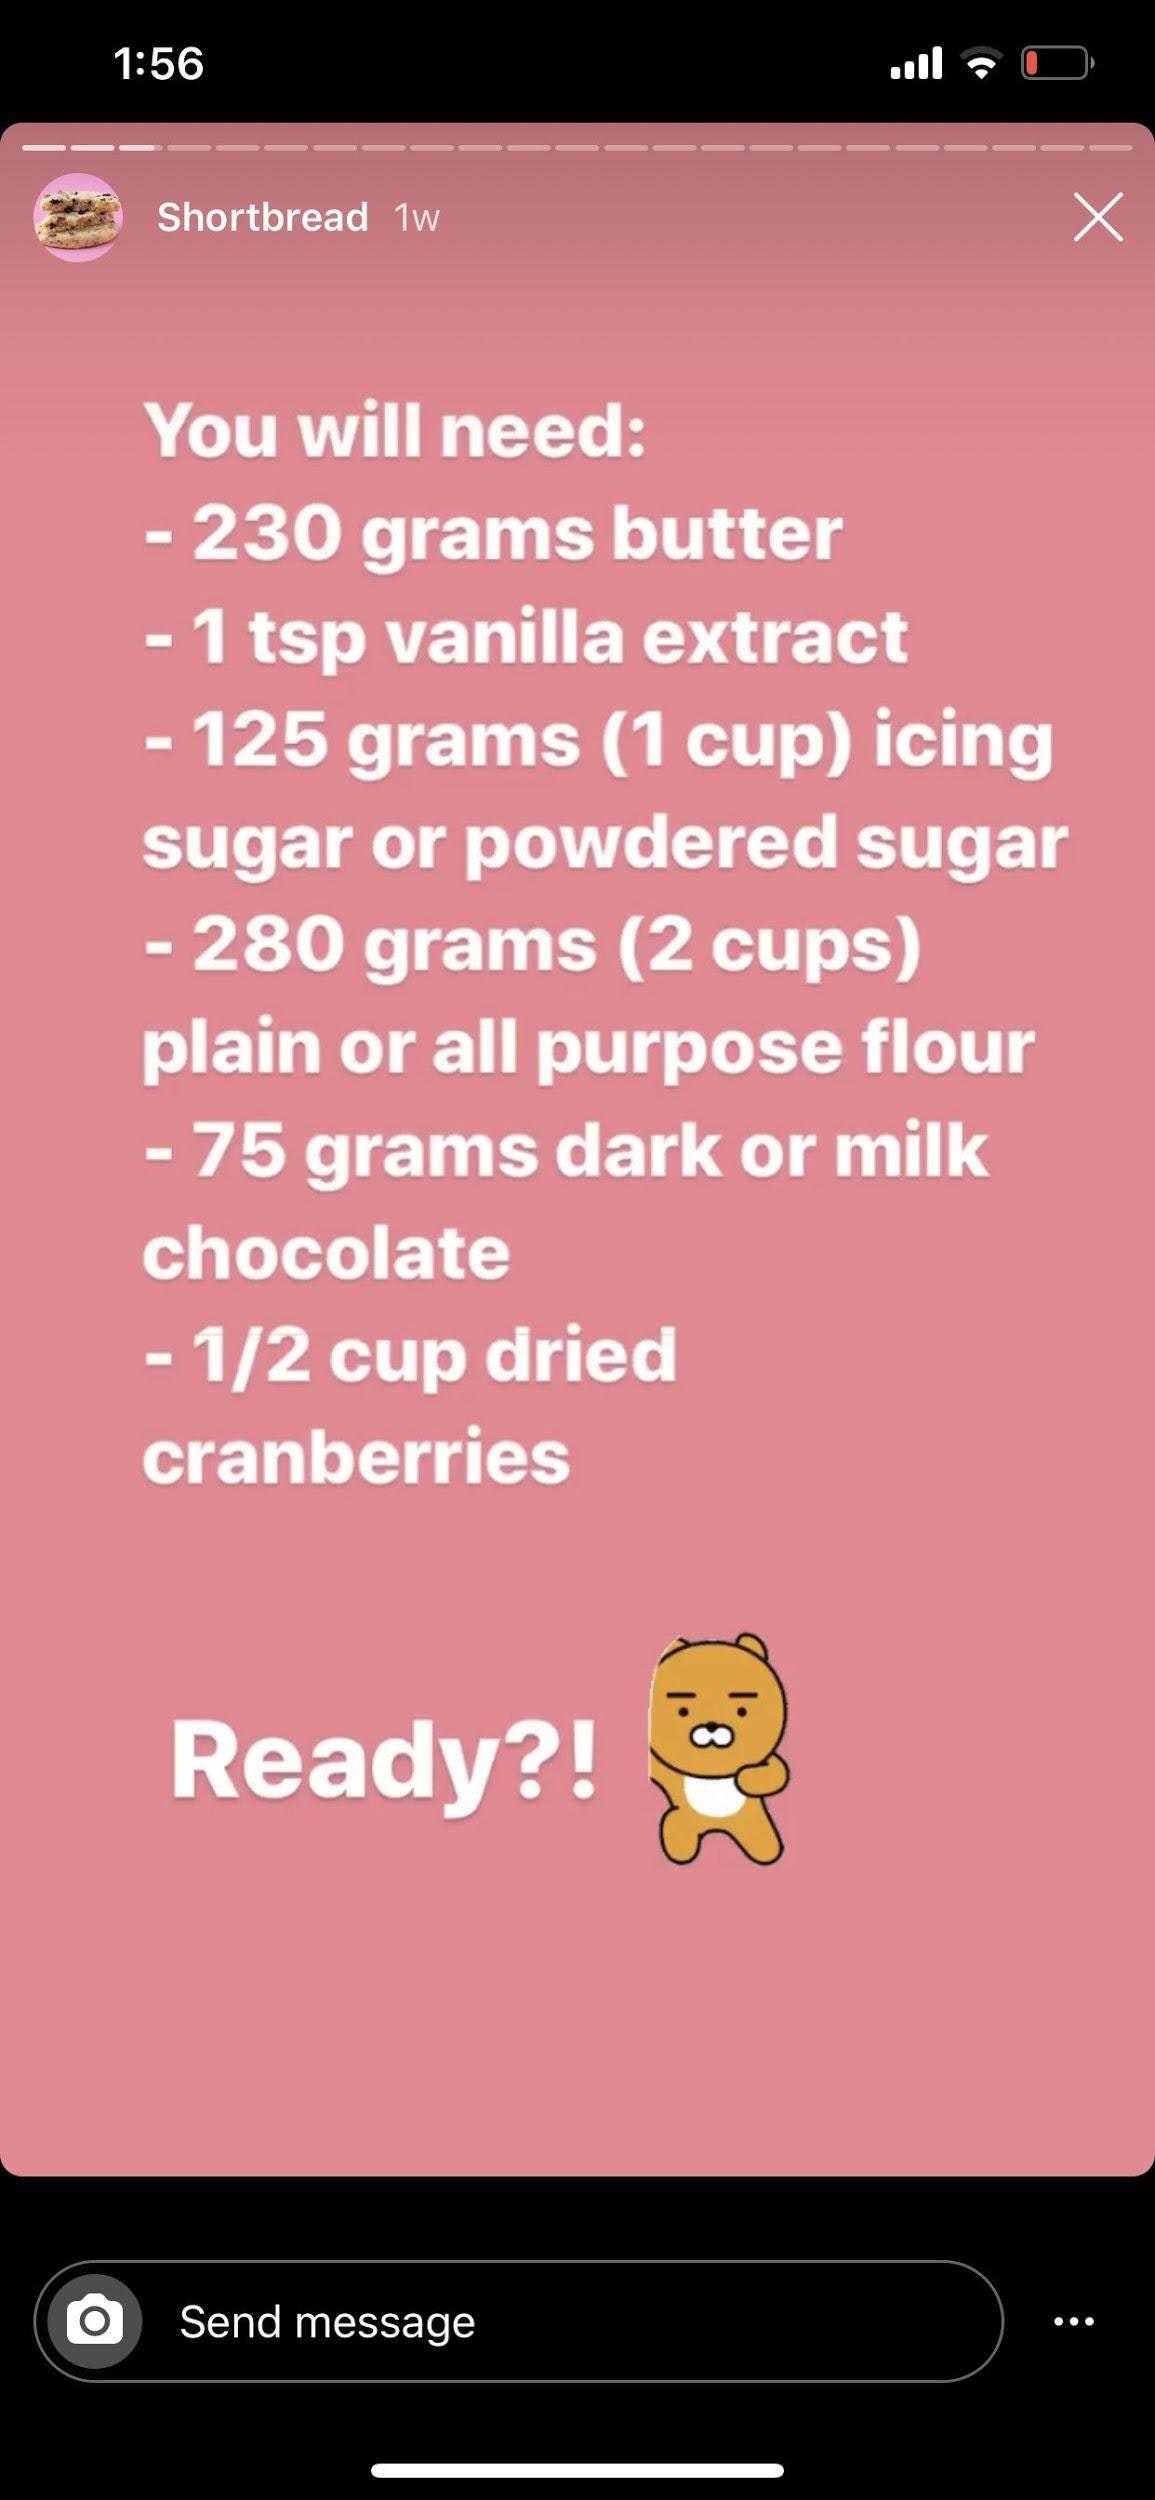 1:56
Shortbread 1w
You will need:
- 230 grams butter
- 1 tsp vanilla extract
- 125 grams (1 cup) icing
sugar or powdered sugar
- 280 grams (2 cups)
plain or all purpose flour
- 75 grams dark or milk
chocolate
- 1/2 cup dried
cranberries
Ready?!
Send message